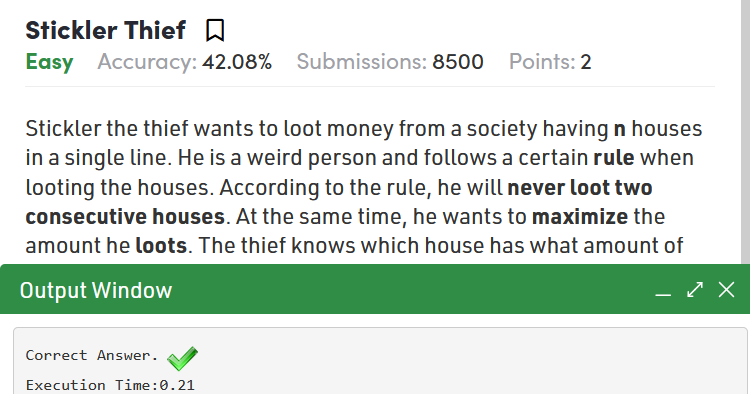 Stickler Thief
Easy Accuracy: 42.08% Submissions: 8500 Points: 2
Stickler the thief wants to loot money from a society having n houses
in a single line. He is a weird person and follows a certain rule when
looting the houses. According to the rule, he will never loot two
consecutive houses. At the same time, he wants to maximize the
amount he loots. The thief knows which house has what amount of
Output Window
Correct Answer.
Execution Time:0.21